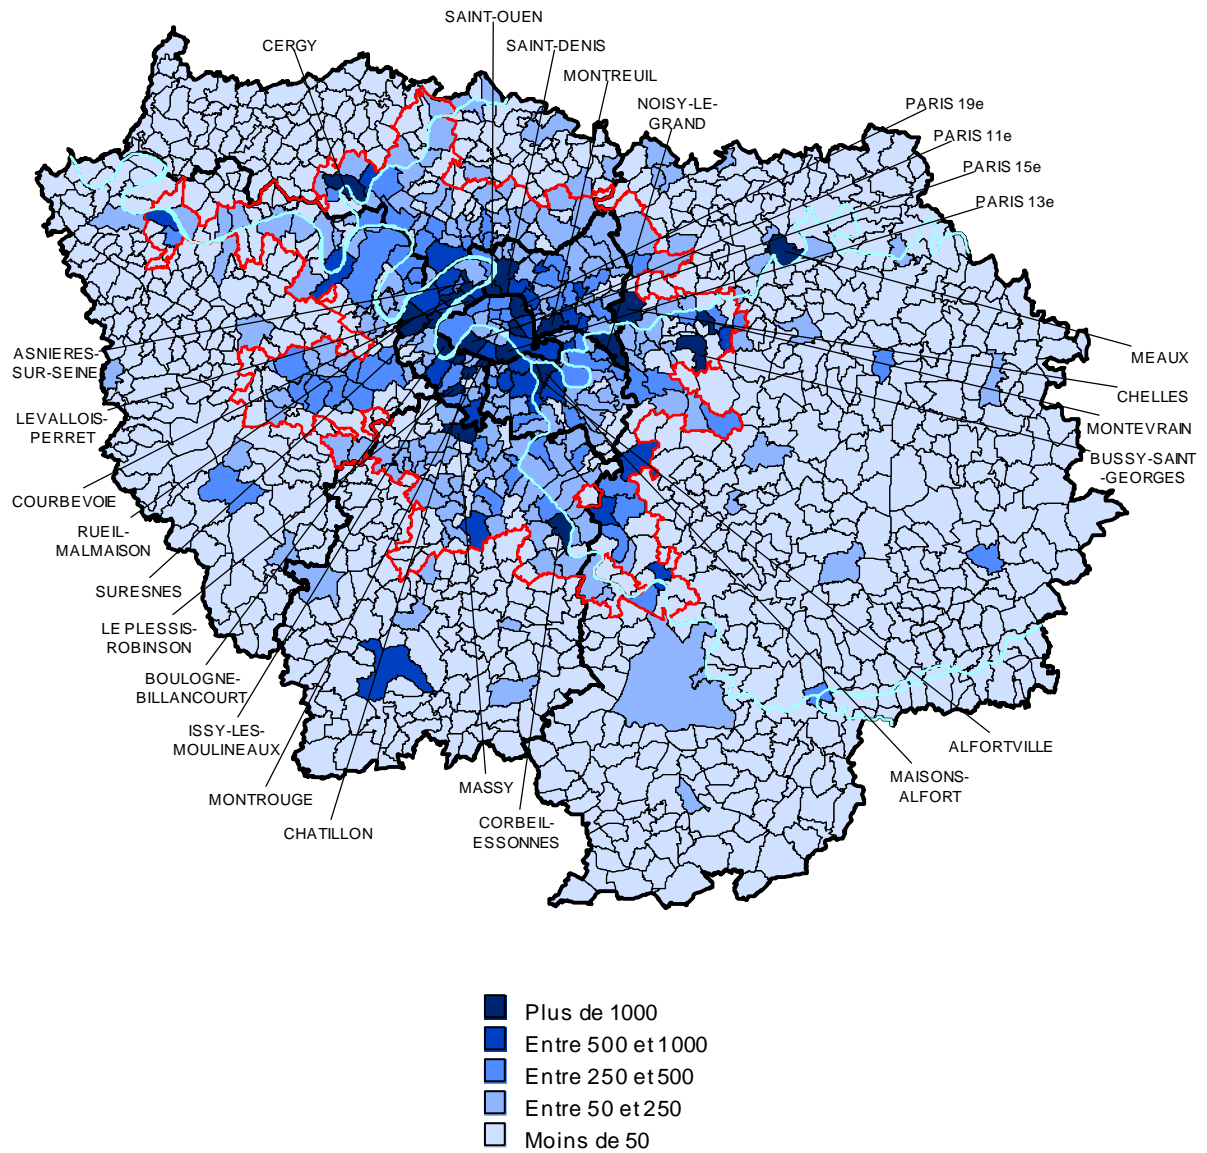 SAINT-OUEN
CERGY
SAINT-DENIS
MONTREUIL
NOISY-LE-
GRAND
PARIS 19e
PARIS 11e
PARIS 15e
PARIS 13e
ASNIERES-
SUR-SEINE
LEVALLOIS-
PERRET
COURBEVOIE
RUEIL-
MALMAISON
SURESNES
LE PLESSIS-
ROBINSON
BOULOGNE-
BILLANCOURT
ISSY-LES-
MOULINEAUX
MONTROUGE
CHATILLON
MASSY
CORBEIL-
ESSONNES
MEAUX
CHELLES
MONTEVRAIN
BUSSY-SAINT
-GEORGES
ALFORTVILLE
MAISONS-
ALFORT
Plus de 1000
Entre 500 et 1000
Entre 250 et 500
Entre 50 et 250
Moins de 50